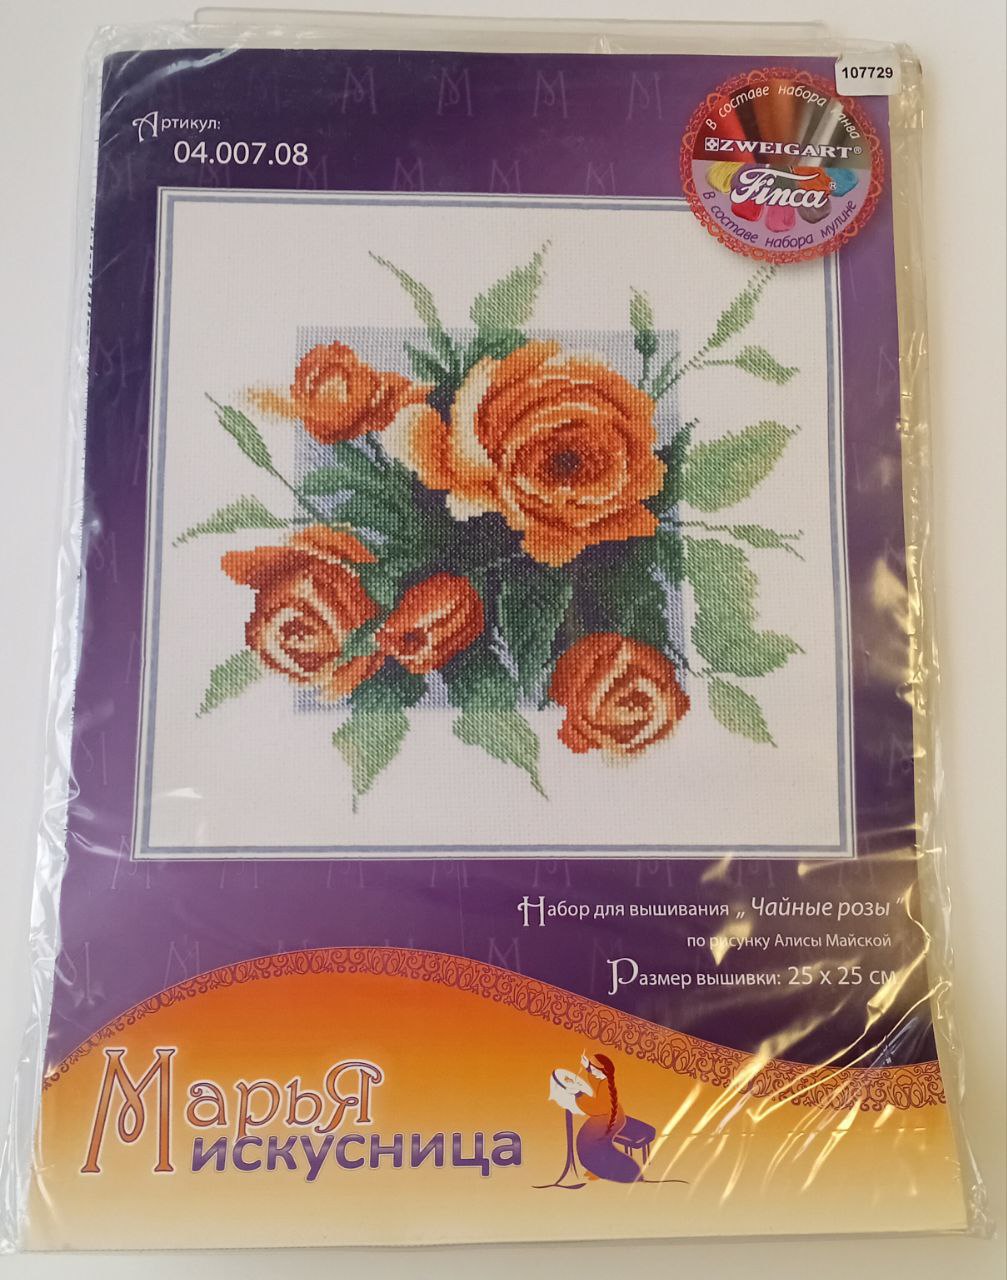 107729
Артикул:
04.007.08
В составе набора канва
ZWEIGART®
Finca®
В составе набора мулине
Набор для вышивания „Чайные розы”
по рисунку Алисы Майской
Размер вышивки: 25 х 25 см
Марья
искусница